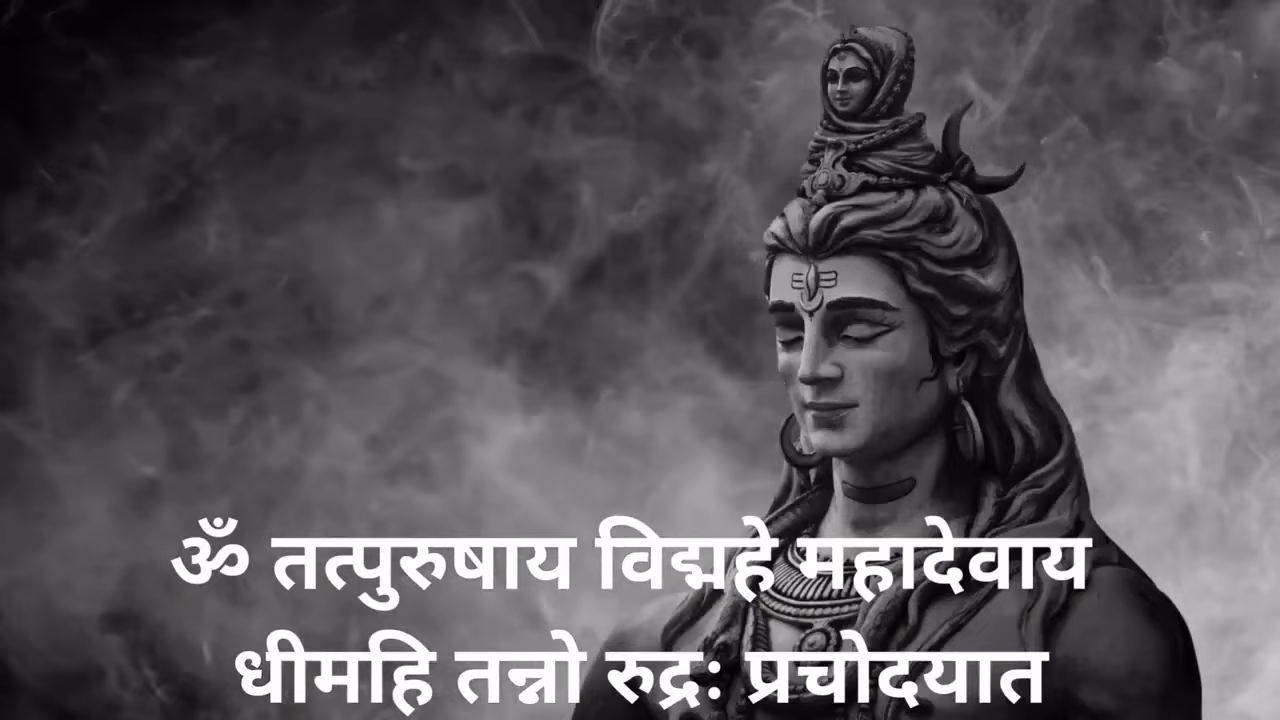 ॐ तत्पुरुषाय विद्महे महादेवाय
धीमहि तन्नो रुद्रः प्रचोदयात